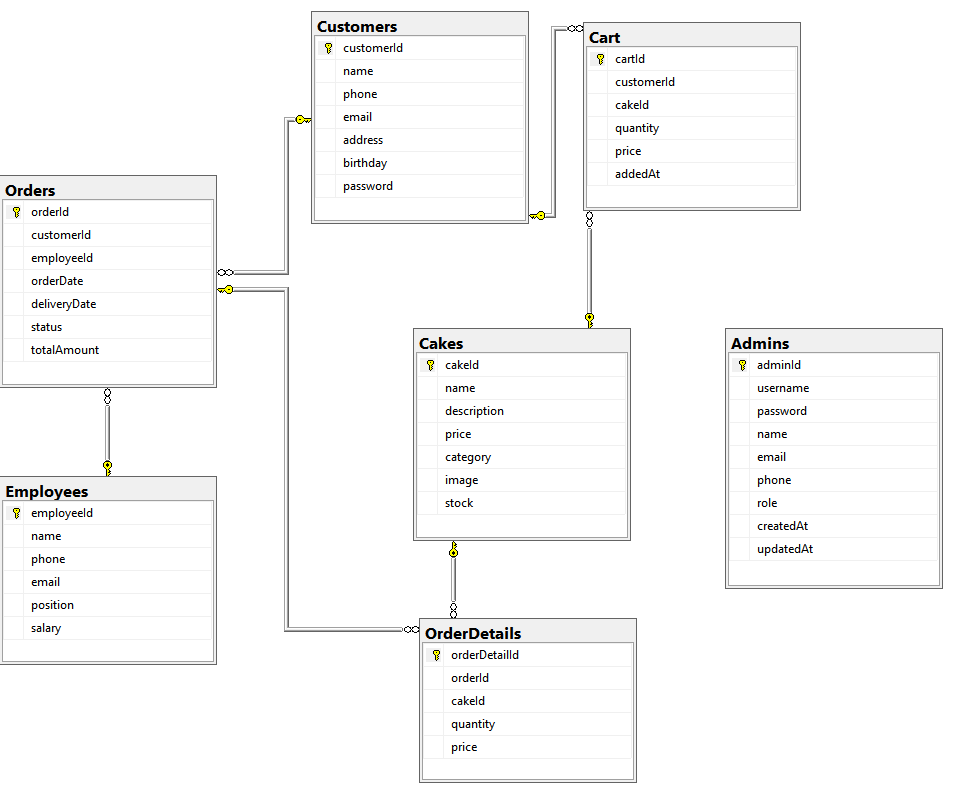 Customers
customerId
name
phone
email
address
birthday
password
Cart
cartId
customerId
cakeId
quantity
price
addedAt
Orders
orderId
customerId
employeeId
orderDate
deliveryDate
status
totalAmount
Cakes
cakeId
name
description
price
category
image
stock
Admins
adminId
username
password
name
email
phone
role
createdAt
updatedAt
Employees
employeeId
name
phone
email
position
salary
OrderDetails
orderDetailId
orderId
cakeId
quantity
price